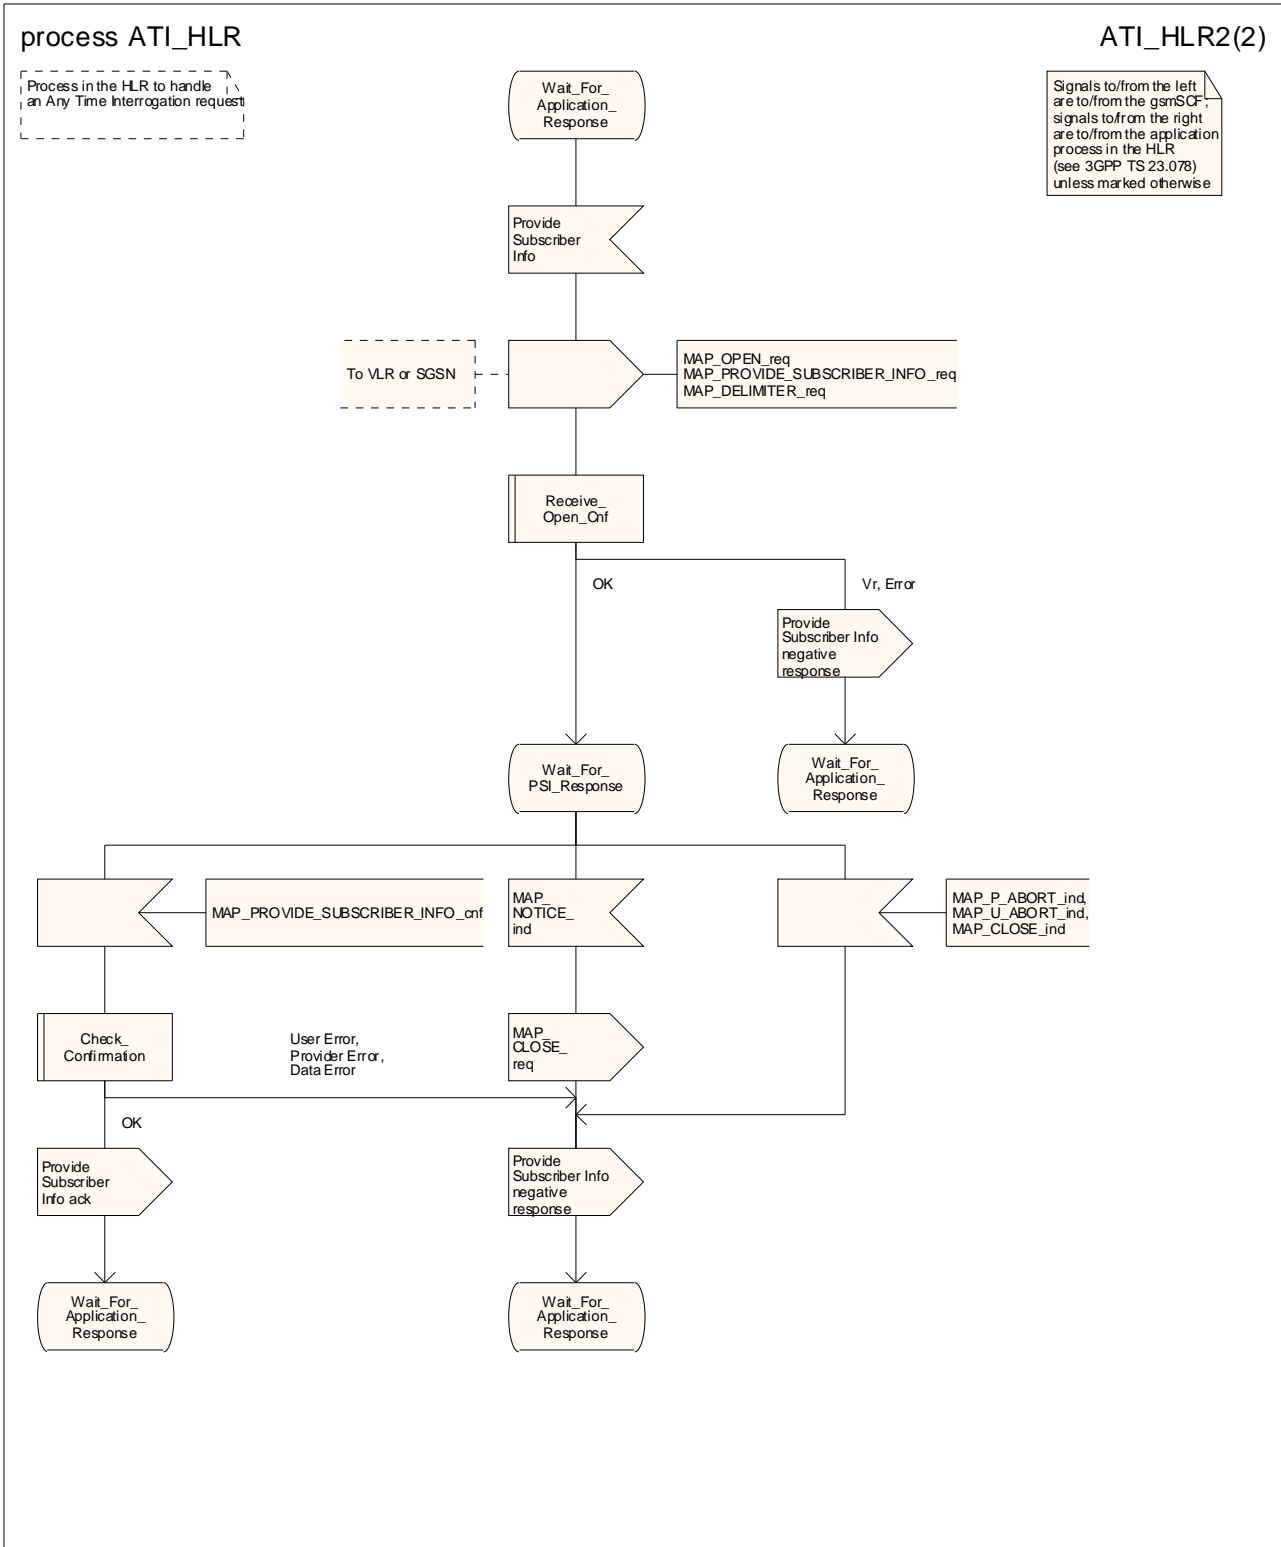 process ATI_HLR
ATI_HLR2(2)
Process in the HLR to handle
an Any Time Interrogation request
Wait_For_
Application_
Response
Signals to/from the left
are to/from the gsmSCF;
signals to/from the right
are to/from the application
process in the HLR
(see 3GPP TS 23.078)
unless marked otherwise
Provide
Subscriber
Info
To VLR or SGSN
MAP_OPEN_req
MAP_PROVIDE_SUBSCRIBER_INFO_req
MAP_DELIMITER_req
Receive_
Open_Cnf
OK
Vr, Error
Provide
Subscriber Info
negative
response
Wait_For_
PSI_Response
Wait_For_
Application_
Response
MAP_PROVIDE_SUBSCRIBER_INFO_cnf
MAP_
NOTICE_
ind
MAP_P_ABORT_ind,
MAP_U_ABORT_ind,
MAP_CLOSE_ind
Check_
Confirmation
User Error,
Provider Error,
Data Error
MAP_
CLOSE_
req
OK
Provide
Subscriber
Info ack
Provide
Subscriber Info
negative
response
Wait_For_
Application_
Response
Wait_For_
Application_
Response